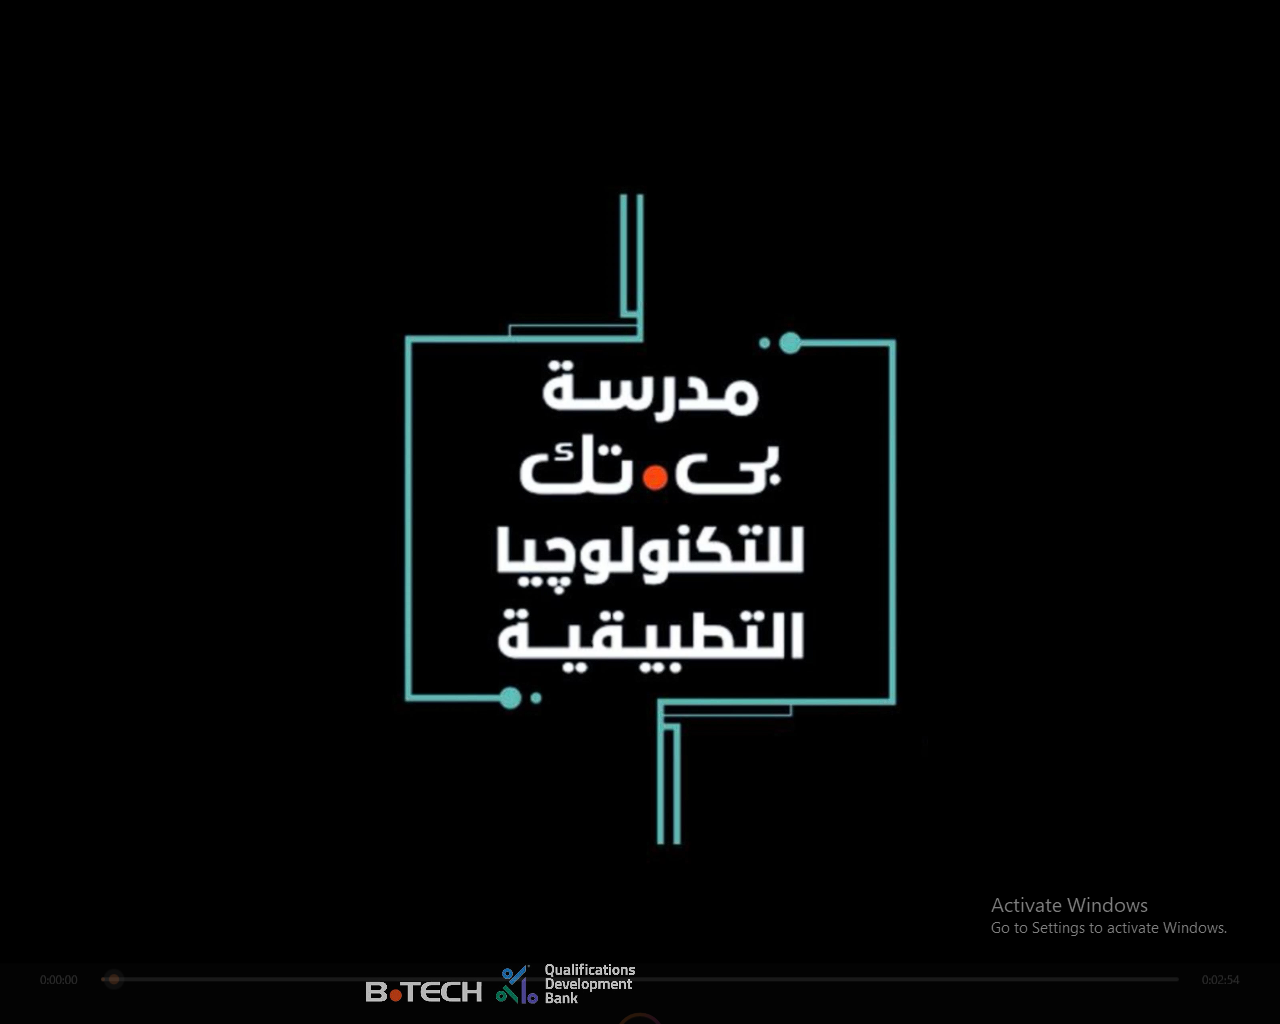 مدرسة
بى.تك
للتكنولوچيا
التطبيقية
Activate Windows
Go to Settings to activate Windows.
0:00:00
0:02:54
B.TECH
Qualifications
Development
Bank